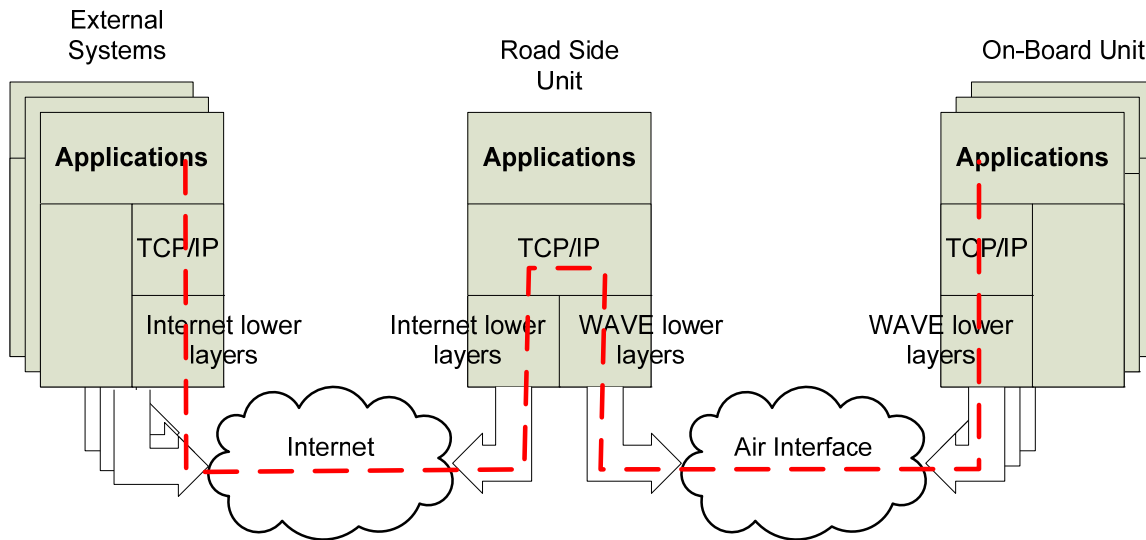 External
Systems
Road Side
Unit
On-Board Unit
Applications
Applications
Applications
TCP/IP
TCP/IP
TCP/IP
Internet lower
layers
Internet lower
layers
WAVE lower
layers
WAVE lower
layers
Internet
Air Interface